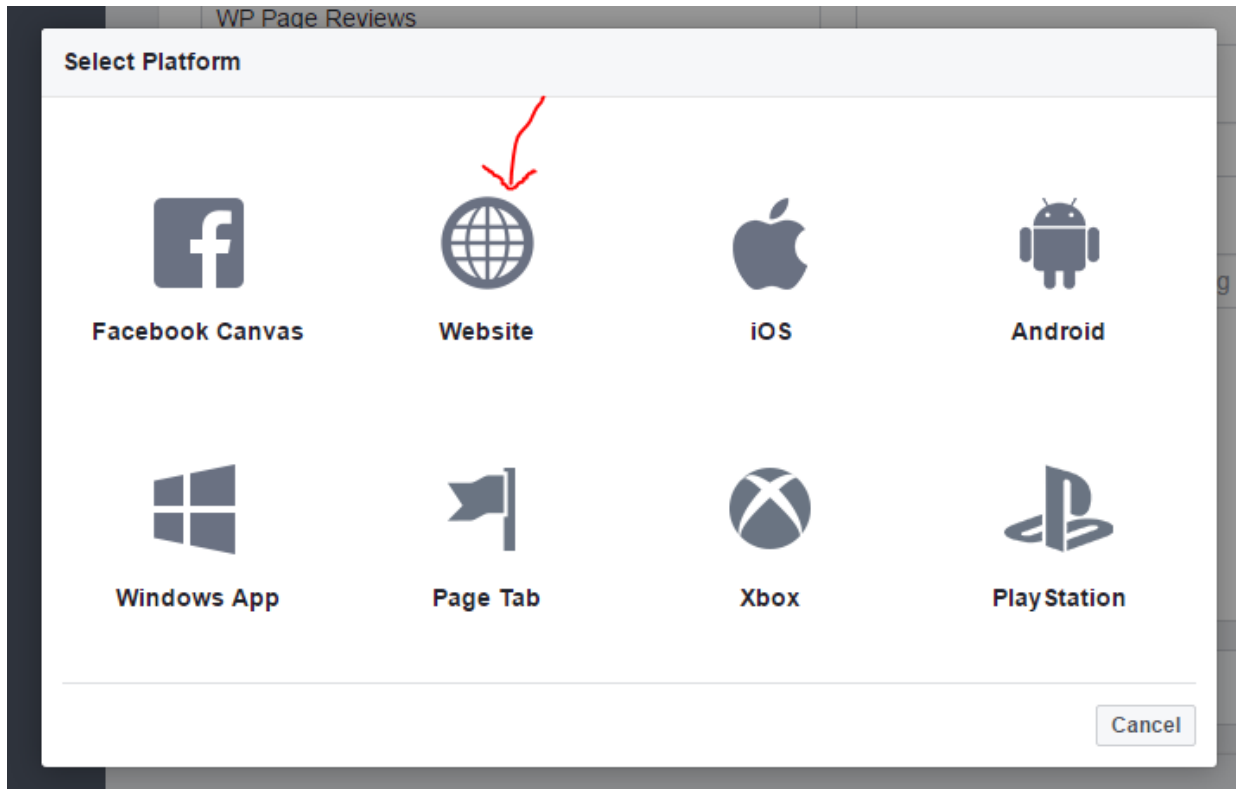 WP Page Reviews
Select Platform
Facebook Canvas
Website
iOS
Android
Windows App
Page Tab
Xbox
PlayStation
Cancel
g